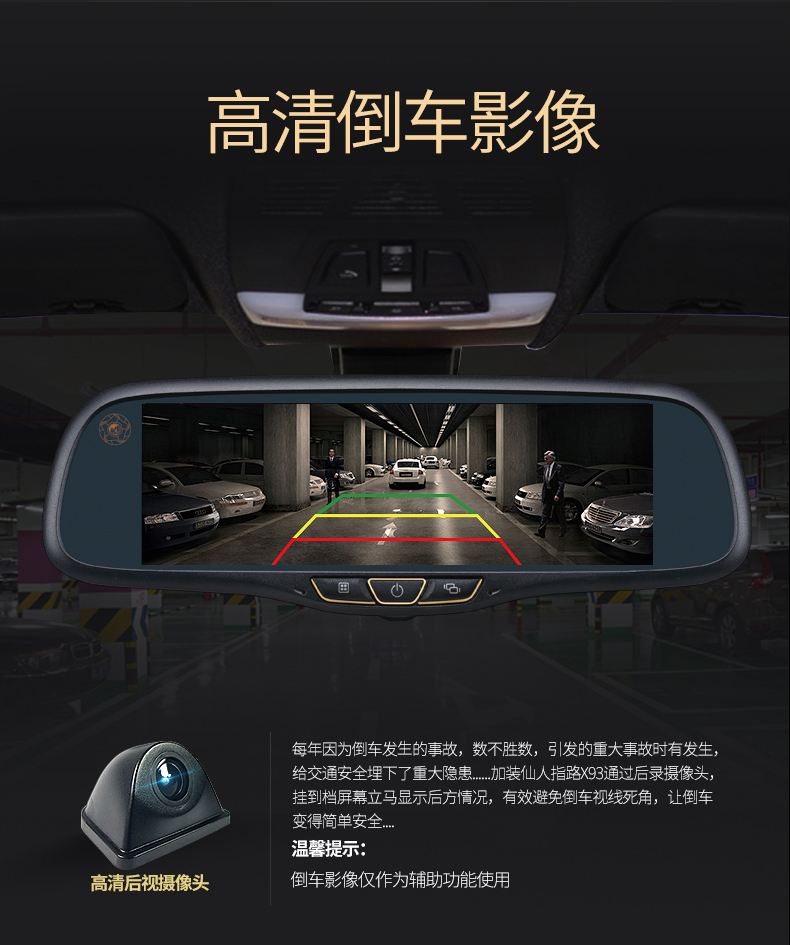 高清倒车影像
每年因为倒车发生的事故，数不胜数，引发的重大事故时有发生，
给交通安全埋下了重大隐患......加装仙人指路X93通过后录摄像头，
挂到档屏幕立马显示后方情况，有效避免倒车视线死角，让倒车
变得简单安全....
温馨提示：
倒车影像仅作为辅助功能使用
高清后视摄像头